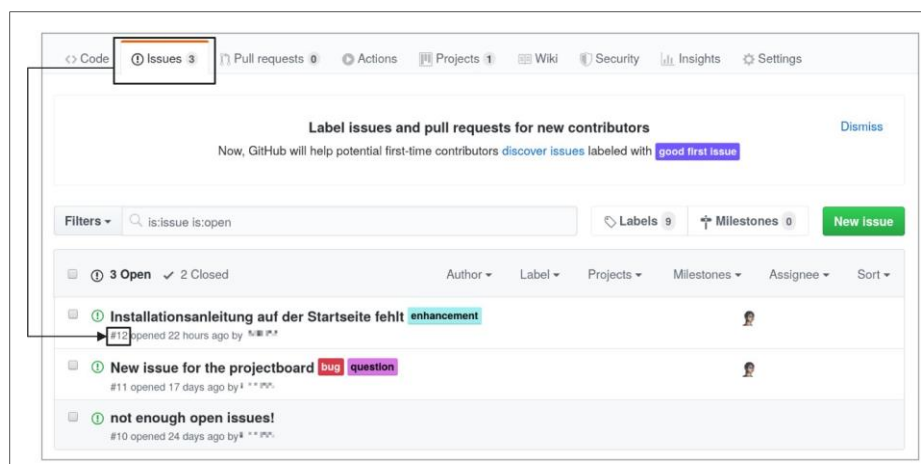 Code Issues 3 Pull requests 0 Actions Projects 1 Wiki Security Insights Settings
Label issues and pull requests for new contributors
Dismiss
Now, GitHub will help potential first-time contributors discover issues labeled with good first issue
Filters is:issue is:open Labels 9 Milestones 0 New issue
3 Open 2 Closed Author Label Projects Milestones Assignee Sort
Installationsanleitung auf der Startseite fehlt enhancement
#12 opened 22 hours ago by
New issue for the projectboard bug question
#11 opened 17 days ago by
not enough open issues!
#10 opened 24 days ago by